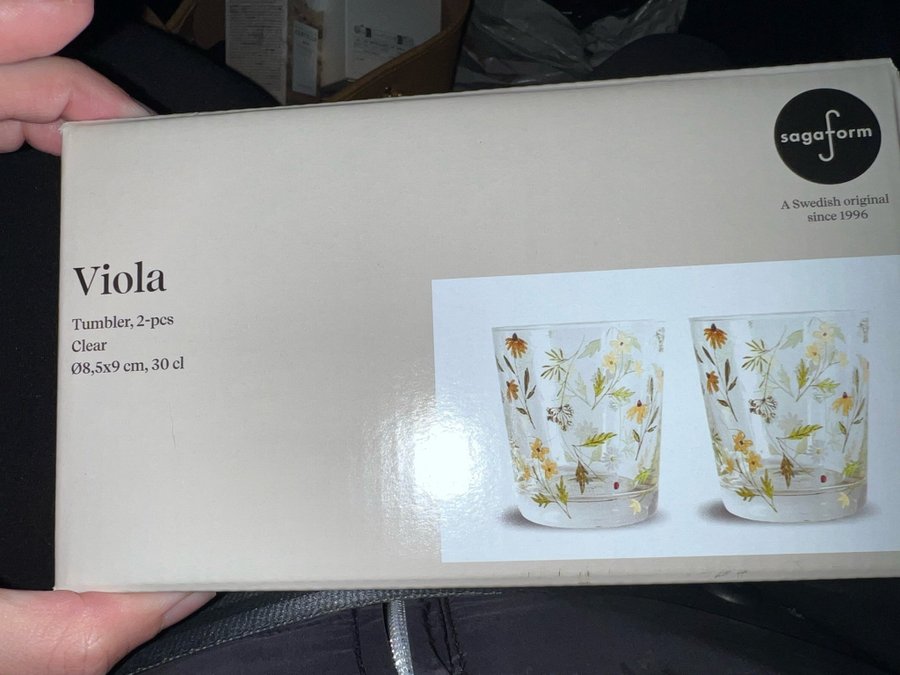 sagaform
A Swedish original
since 1996
Viola
Tumbler, 2-pcs
Clear
Ø8,5x9 cm, 30 cl